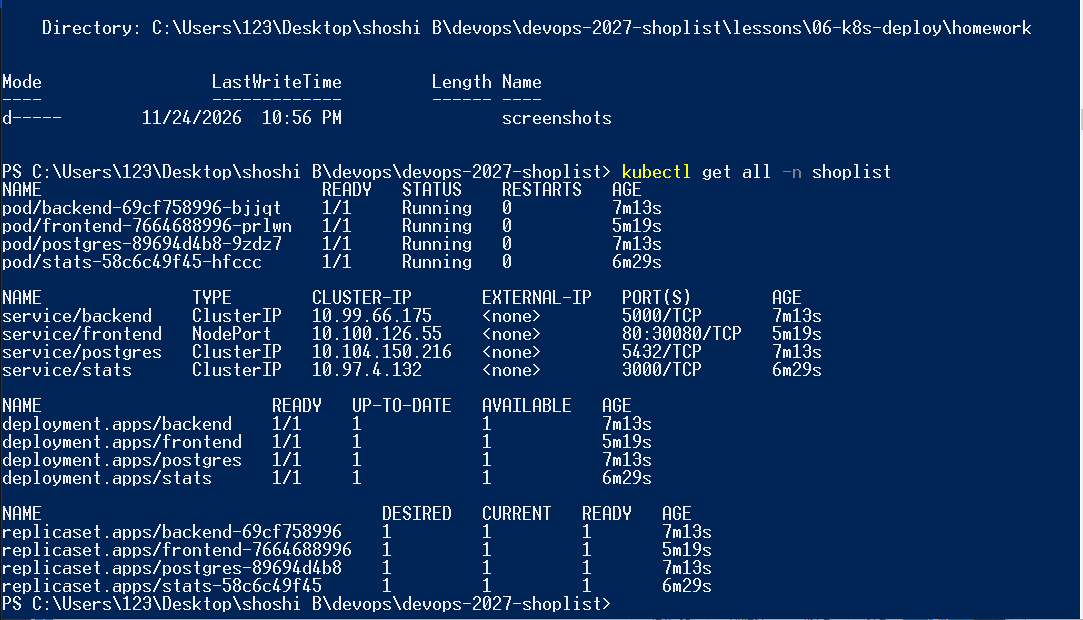 Directory: C:\Users\123\Desktop\shoshi B\devops\devops-2027-shoplist\lessons\06-k8s-deploy\homework
Mode LastWriteTime Length Name
---- ------------- ------ ----
d----- 11/24/2026 10:56 PM screenshots
PS C:\Users\123\Desktop\shoshi B\devops\devops-2027-shoplist> kubectl get all -n shoplist
NAME READY STATUS RESTARTS AGE
pod/backend-69cf758996-bjjqt 1/1 Running 0 7m13s
pod/frontend-7664688996-prlwn 1/1 Running 0 5m19s
pod/postgres-89694d4b8-9zdz7 1/1 Running 0 7m13s
pod/stats-58c6c49f45-hfccc 1/1 Running 0 6m29s
NAME TYPE CLUSTER-IP EXTERNAL-IP PORT(S) AGE
service/backend ClusterIP 10.99.66.175 <none> 5000/TCP 7m13s
service/frontend NodePort 10.100.126.55 <none> 80:30080/TCP 5m19s
service/postgres ClusterIP 10.104.150.216 <none> 5432/TCP 7m13s
service/stats ClusterIP 10.97.4.132 <none> 3000/TCP 6m29s
NAME READY UP-TO-DATE AVAILABLE AGE
deployment.apps/backend 1/1 1 1 7m13s
deployment.apps/frontend 1/1 1 1 5m19s
deployment.apps/postgres 1/1 1 1 7m13s
deployment.apps/stats 1/1 1 1 6m29s
NAME DESIRED CURRENT READY AGE
replicaset.apps/backend-69cf758996 1 1 1 7m13s
replicaset.apps/frontend-7664688996 1 1 1 5m19s
replicaset.apps/postgres-89694d4b8 1 1 1 7m13s
replicaset.apps/stats-58c6c49f45 1 1 1 6m29s
PS C:\Users\123\Desktop\shoshi B\devops\devops-2027-shoplist>